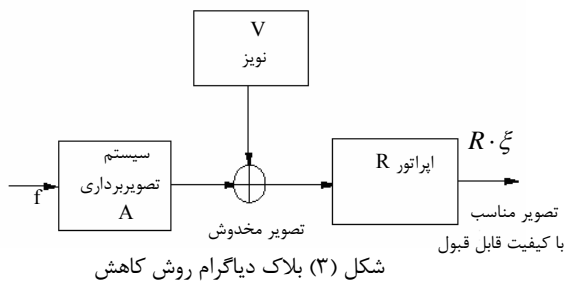 V
نویز
سیستم
تصویربرداری
A
f
تصویر مخدوش
اپراتور R
R · ξ
تصویر مناسب
با کیفیت قابل قبول
شکل (۳) بلاک دیاگرام روش کاهش